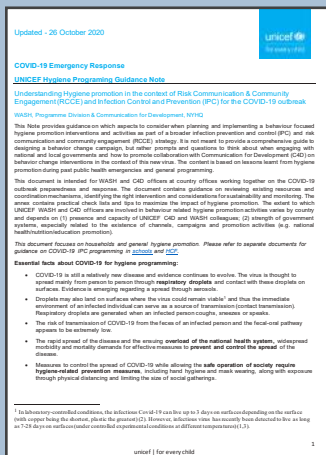 Updated - 26 October 2020
unicef
for every child
COVID-19 Emergency Response
UNICEF Hygiene Programing Guidance Note
Understanding Hygiene promotion in the context of Risk Communication & Community
Engagement (RCCE) and Infection Control and Prevention (IPC) for the COVID-19 outbreak
WASH, Programme Division & Communication for Development, NYHQ
This Note provides guidance on which aspects to consider when planning and implementing a behaviour focused
hygiene promotion interventions and activities as part of a broader infection prevention and control (IPC) and risk
communication and community engagement (RCCE) strategy. It is not meant to provide a comprehensive guide to
designing a behavior change campaign, but rather prompts and questions to think about when engaging with
national and local governments and how to promote collaboration with Communication for Development (C4D) on
behavior change interventions in the context of this new virus. The content is based on lessons learnt from hygiene
promotion during past public health emergencies and general programming.
This document is intended for WASH and C4D officers at country offices working together on the COVID-19
outbreak preparedness and response. The document contains guidance on reviewing existing resources and
coordination mechanisms, identifying the right intervention and considerations for sustainability and monitoring. The
annex contains practical check lists and tips to maximize the impact of hygiene promotion. The extent to which
UNICEF WASH and C4D officers are involved in behaviour related hygiene promotion activities varies by country
and depends on (1) presence and capacity of UNICEF C4D and WASH colleagues; (2) strength of government
systems, especially related to the existence of channels, campaigns and promotion activities (e.g. national
health/nutrition/education promotion).
This document focuses on households and general hygiene promotion. Please refer to separate documents for
guidance on COVID-19 IPC programming in schools and HCF.
Essential facts about COVID-19 for hygiene programming:
• COVID-19 is still a relatively new disease and evidence continues to evolve. The virus is thought to
spread mainly from person to person through respiratory droplets and contact with these droplets on
surfaces. Evidence is emerging regarding a spread through aerosols.
• Droplets may also land on surfaces where the virus could remain viable¹ and thus the immediate
environment of an infected individual can serve as a source of transmission (contact transmission).
Respiratory droplets are generated when an infected person coughs, sneezes or speaks.
• The risk of transmission of COVID-19 from the feces of an infected person and the fecal-oral pathway
appears to be extremely low.
• The rapid spread of the disease and the ensuing overload of the national health system, widespread
morbidity and mortality demands for effective measures to prevent and control the spread of the
disease.
• Measures to control the spread of COVID-19 while allowing the safe operation of society require
hygiene-related prevention measures, including hand hygiene and mask wearing, along with exposure
through physical distancing and limiting the size of social gatherings.
¹ In laboratory-controlled conditions, the infectious Covid-19 can live up to 3 days on surfaces depending on the surface
(with copper being the shortest, plastic the greatest) (2). However, infectious virus has recently been detected to live as long
as 7-28 days on surfaces (under controlled experimental conditions at different temperatures) (1,3).
1
unicef | for every child